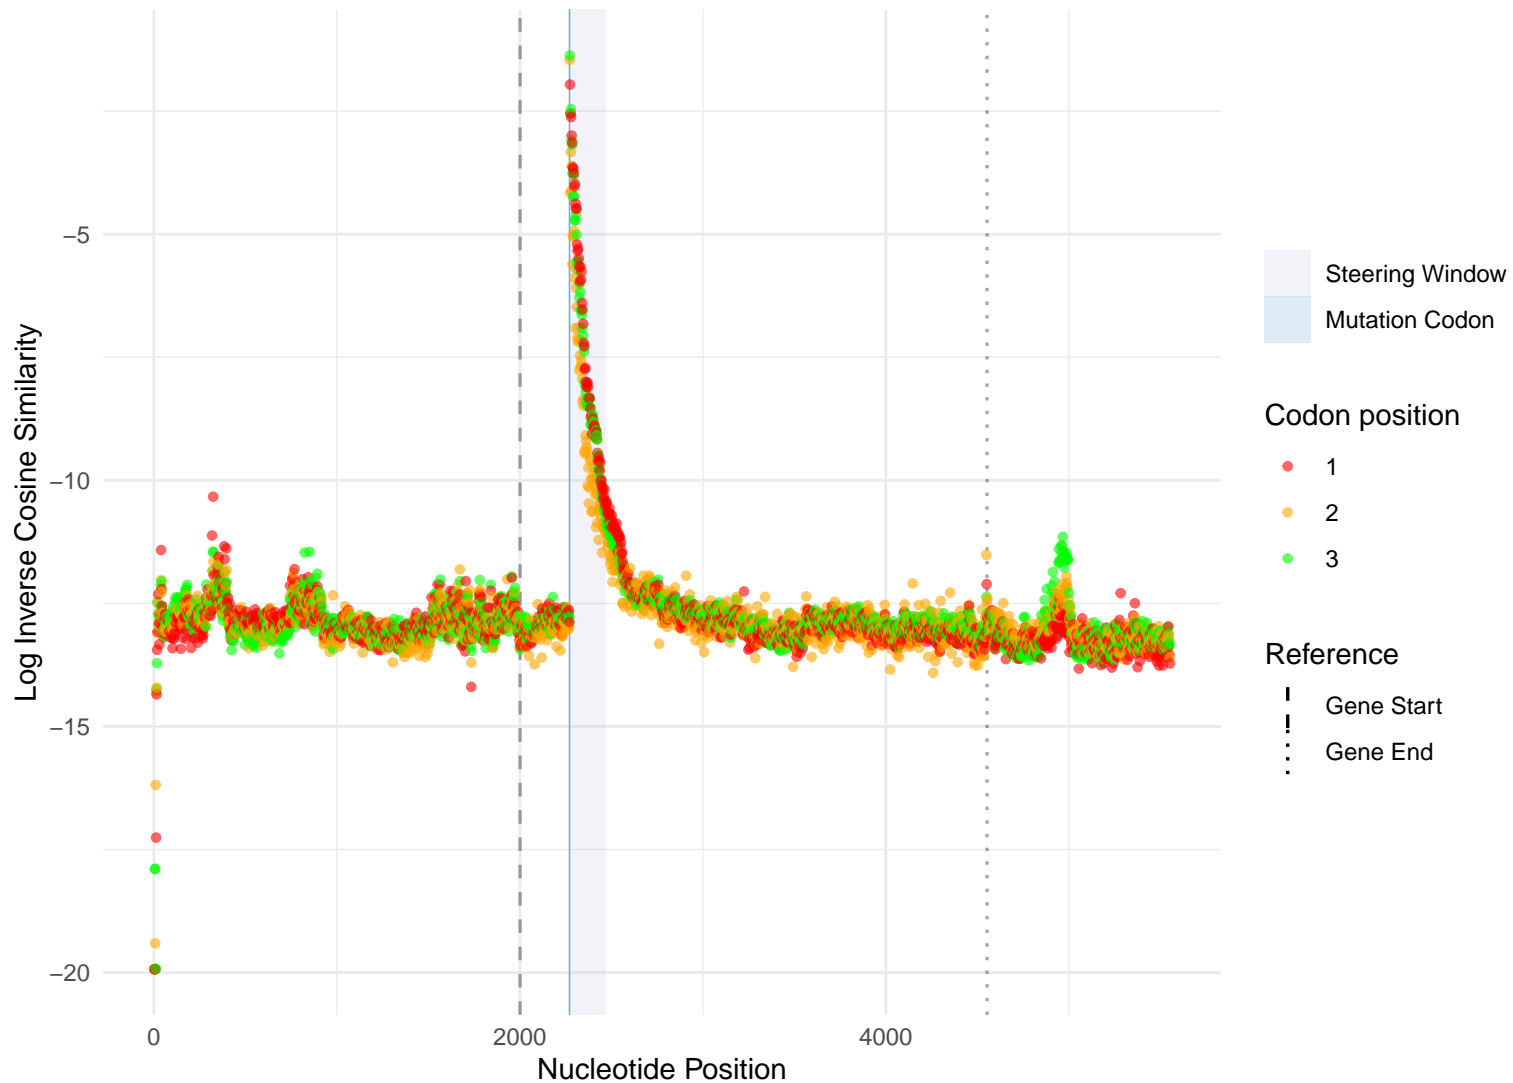 Log Inverse Cosine Similarity
−5
−10
−15
−20
0
2000
4000
Nucleotide Position
Steering Window
Mutation Codon
Codon position
1
2
3
Reference
Gene Start
Gene End